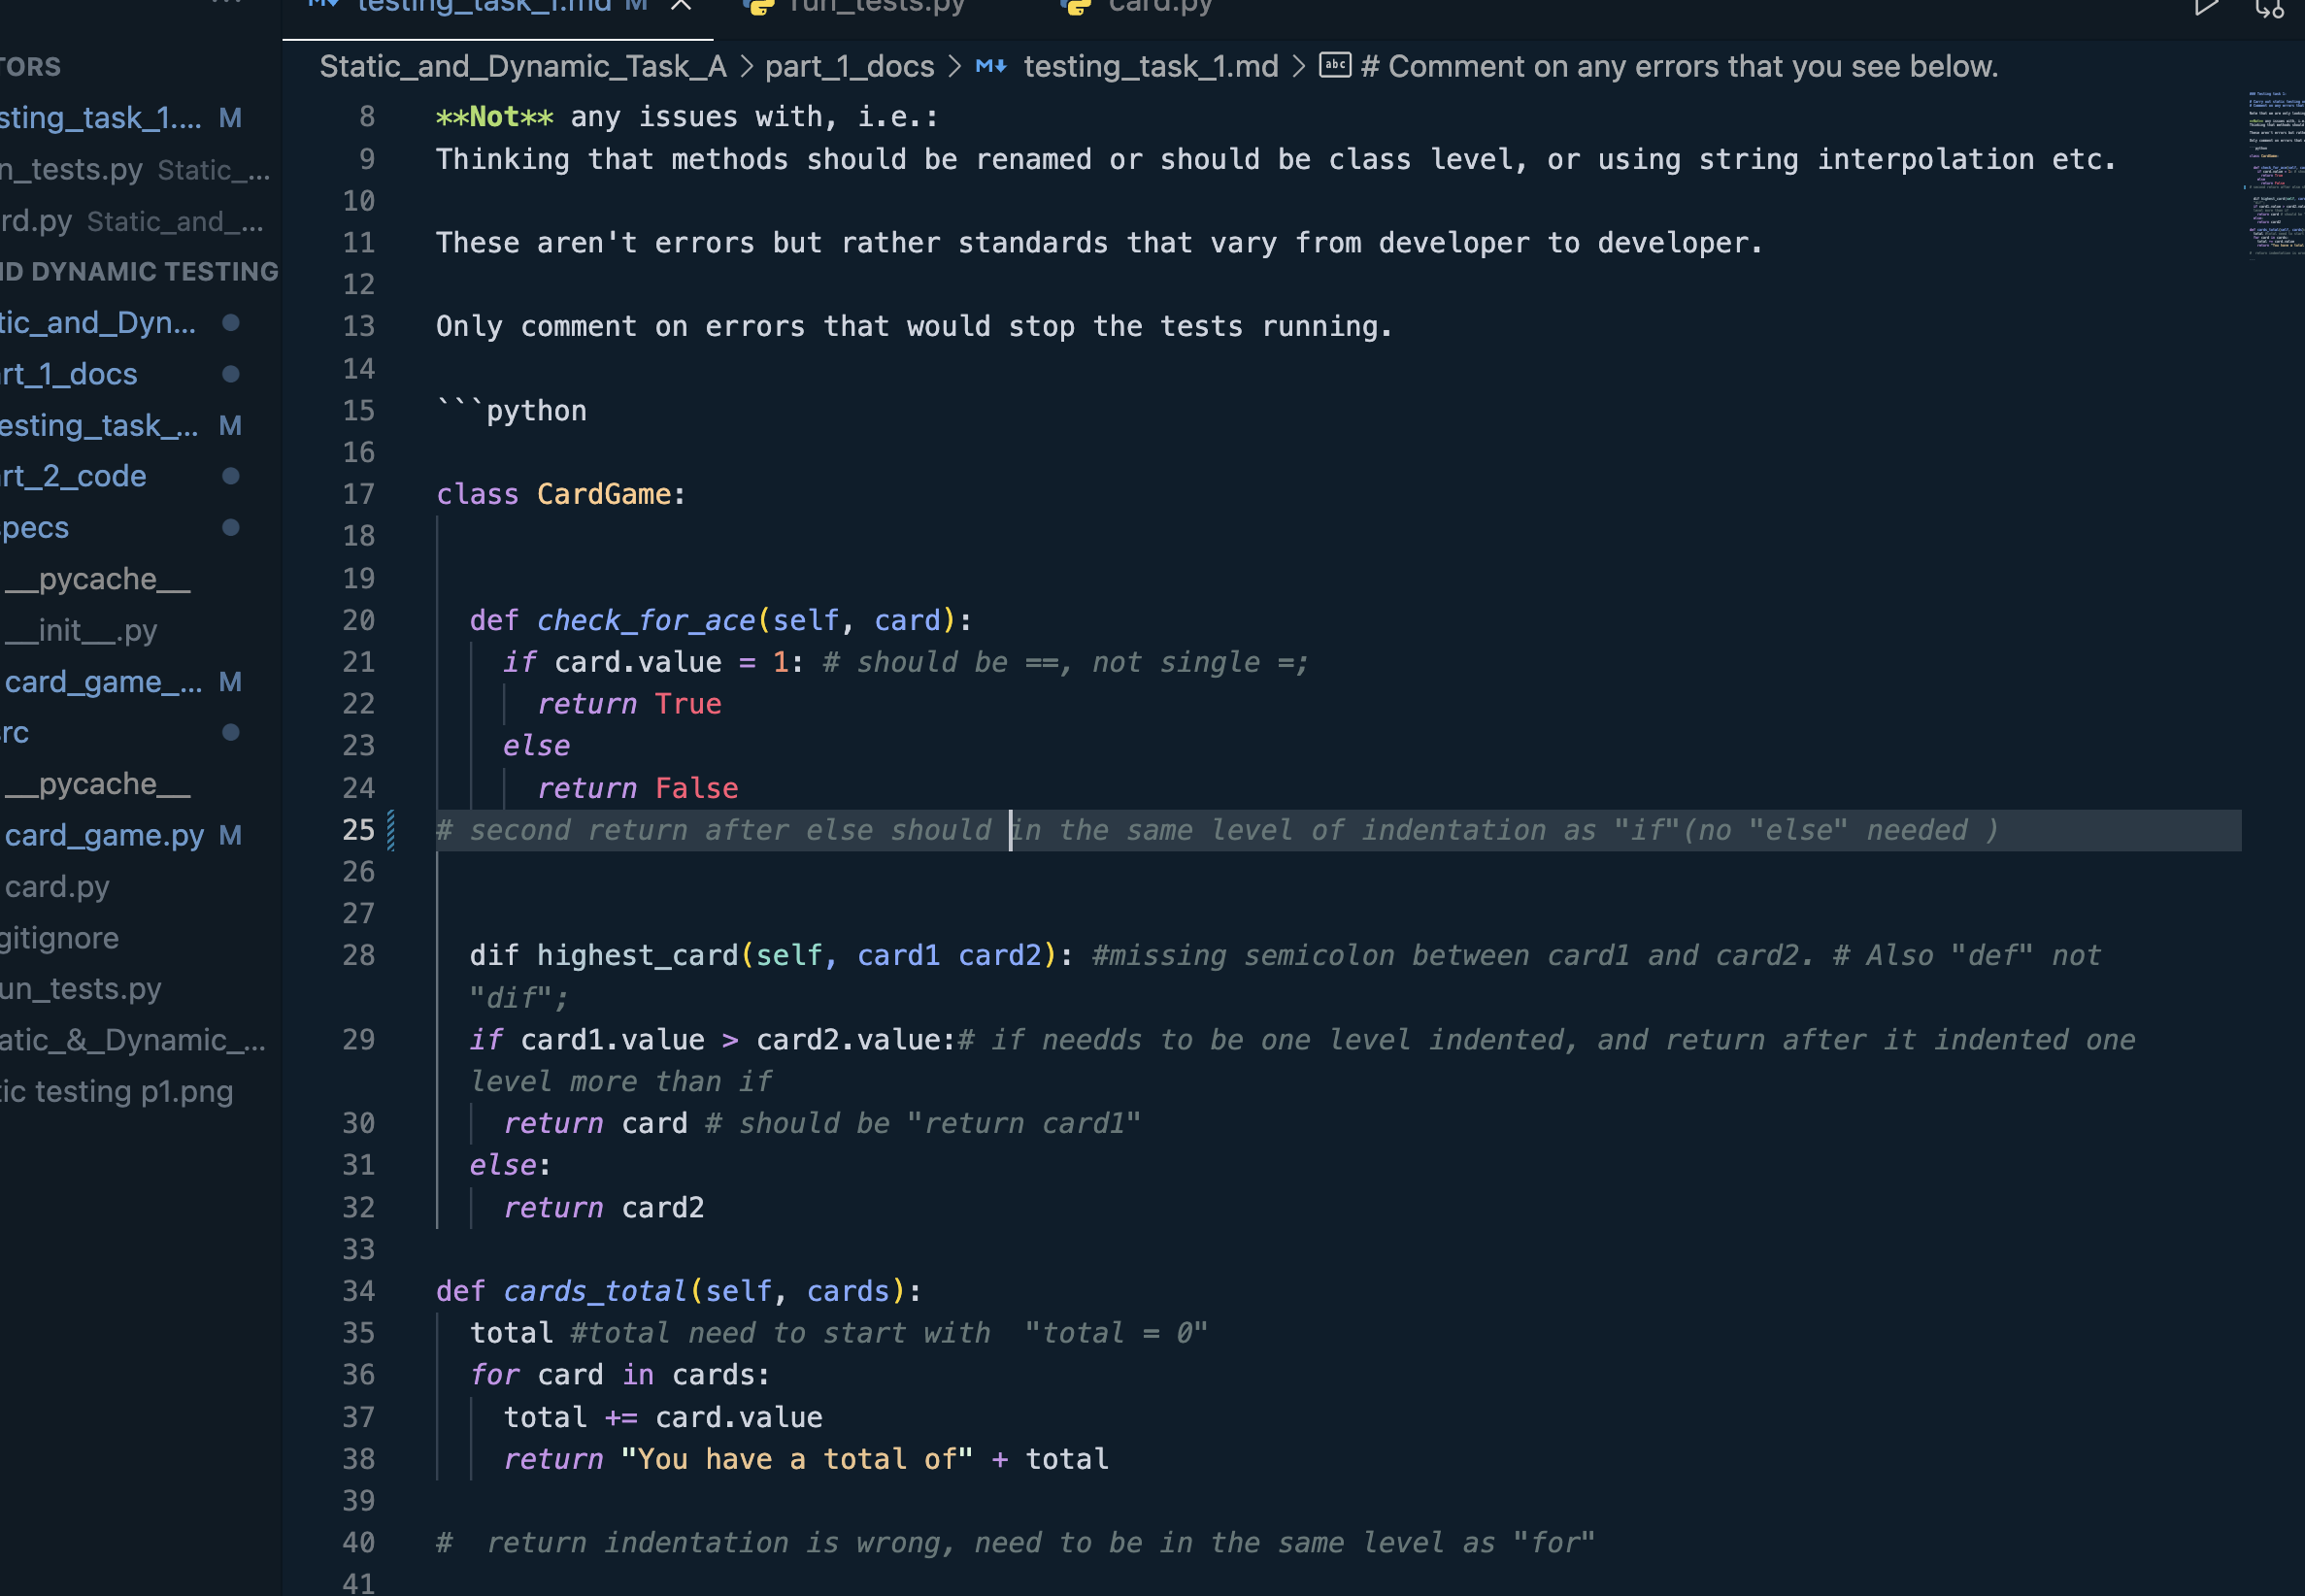 testing_task_1.md M run_tests.py card.py
TORS
sting_task_1.... M
n_tests.py Static_...
rd.py Static_and_...
ND DYNAMIC TESTING
tic_and_Dyn...
rt_1_docs
esting_task_... M
rt_2_code
pecs
__pycache__
__init__.py
card_game_... M
rc
__pycache__
card_game.py M
card.py
gitignore
un_tests.py
atic_&_Dynamic_...
tic testing p1.png
Static_and_Dynamic_Task_A > part_1_docs > testing_task_1.md > abc # Comment on any errors that you see below.
8 **Not** any issues with, i.e.:
9 Thinking that methods should be renamed or should be class level, or using string interpolation etc.
10
11 These aren't errors but rather standards that vary from developer to developer.
12
13 Only comment on errors that would stop the tests running.
14
15 ```python
16
17 class CardGame:
18
19
20 def check_for_ace(self, card):
21 if card.value = 1: # should be ==, not single =;
22 return True
23 else
24 return False
25 # second return after else should in the same level of indentation as "if"(no "else" needed )
26
27
28 dif highest_card(self, card1 card2): #missing semicolon between card1 and card2. # Also "def" not
"dif";
29 if card1.value > card2.value:# if needds to be one level indented, and return after it indented one
level more than if
30 return card # should be "return card1"
31 else:
32 return card2
33
34 def cards_total(self, cards):
35 total #total need to start with  "total = 0"
36 for card in cards:
37 total += card.value
38 return "You have a total of" + total
39
40 #  return indentation is wrong, need to be in the same level as "for"
41